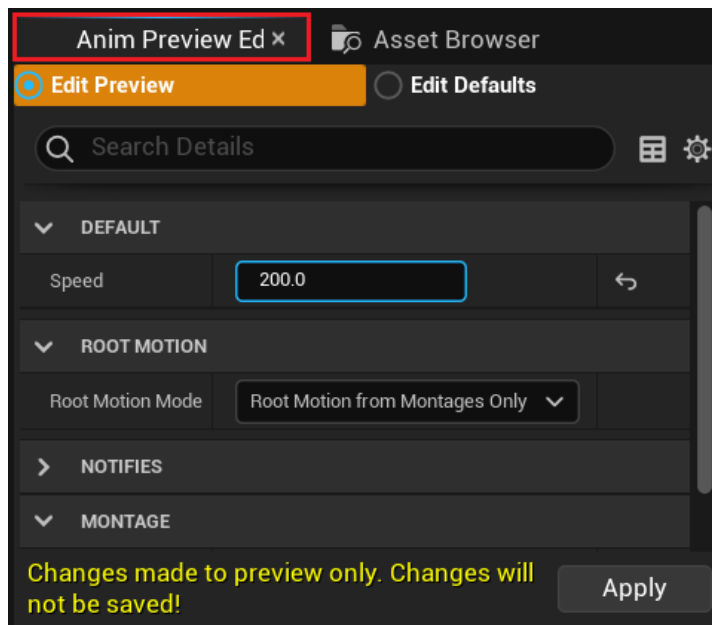 Anim Preview Ed × Asset Browser
Edit Preview Edit Defaults
Search Details
DEFAULT
Speed 200.0
ROOT MOTION
Root Motion Mode Root Motion from Montages Only
NOTIFIES
MONTAGE
Changes made to preview only. Changes will
not be saved!
Apply